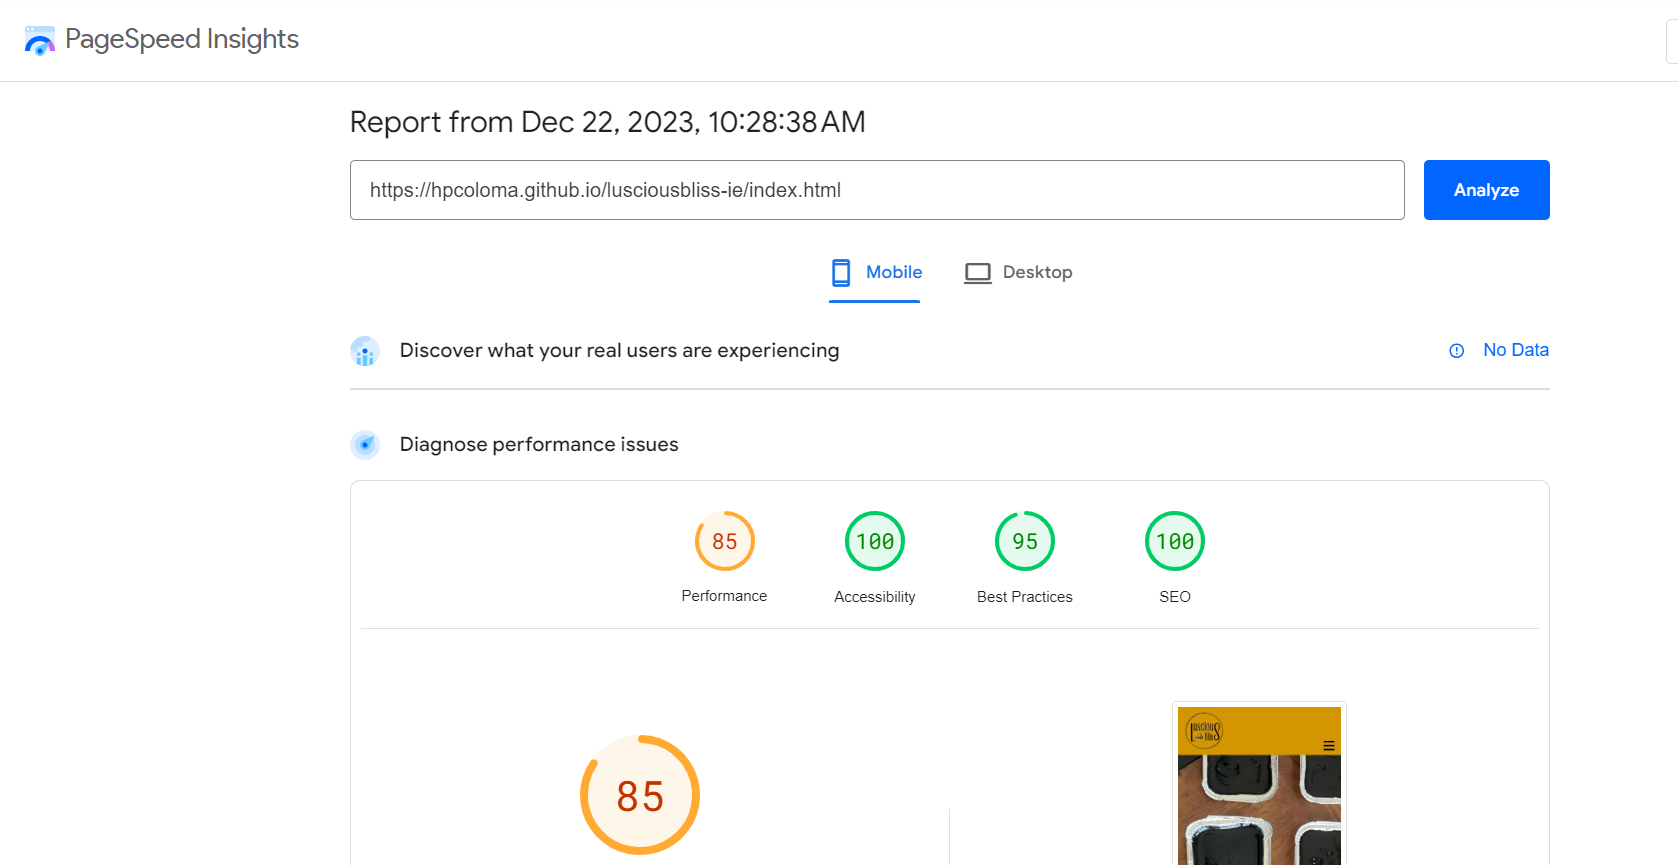 PageSpeed Insights
Report from Dec 22, 2023, 10:28:38 AM
https://hpcoloma.github.io/lusciousbliss-ie/index.html
Analyze
Mobile
Desktop
Discover what your real users are experiencing
No Data
Diagnose performance issues
85
100
95
100
Performance
Accessibility
Best Practices
SEO
85
Luscious
Bliss